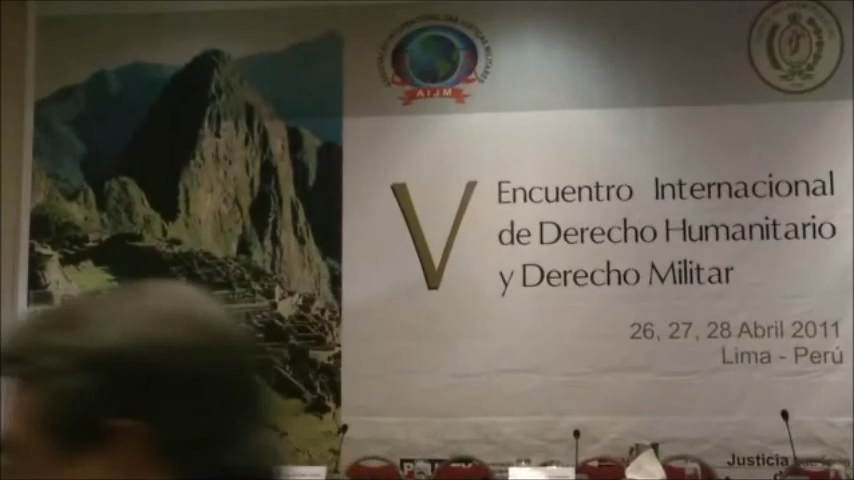 AIJM
V
Encuentro Internacional
de Derecho Humanitario
y Derecho Militar
26, 27, 28 Abril 2011
Lima - Perú
Justicia